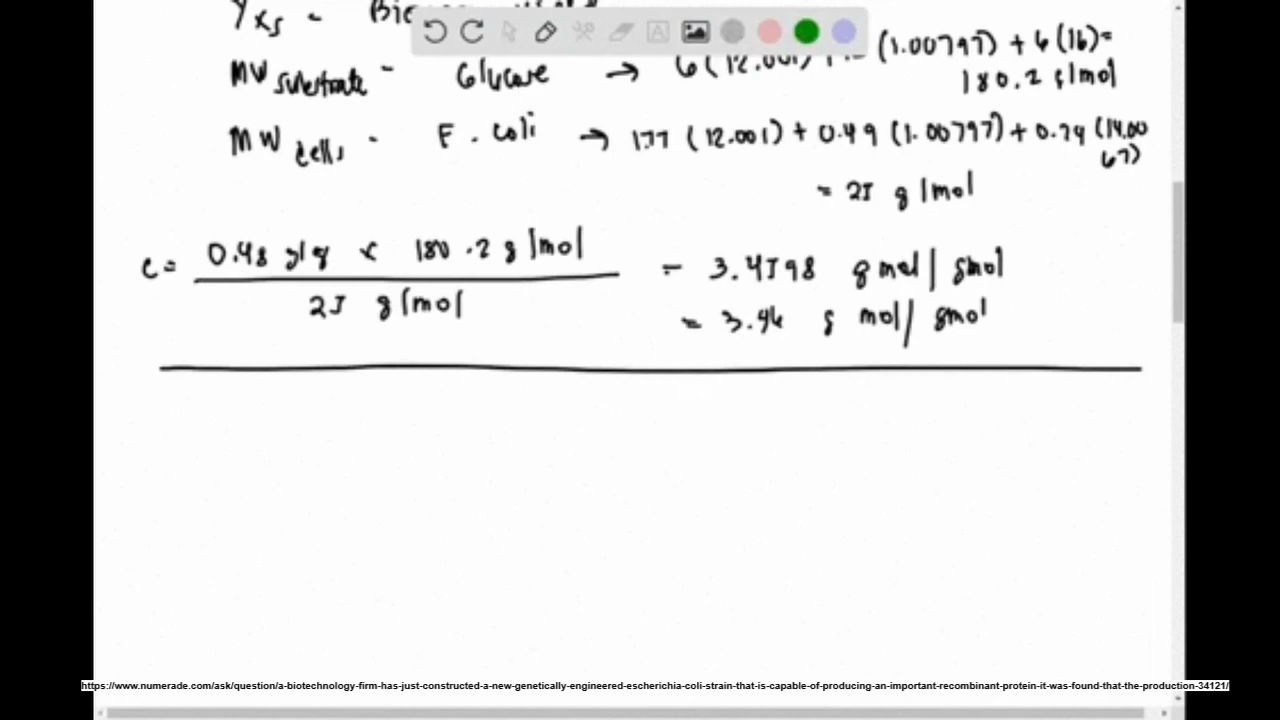 Yxs -
MW substrate - Glucose → 6(12.001) + (1.00797) + 6(16)=
180.2 g/mol
MW cells - E. coli → 1.77 (12.001) + 0.49 (1.00797) + 0.24 (14.00
67)
= 25 g/mol
c = 0.48 g/g × 180.2 g/mol = 3.4598 g mol/gmol
25 g/mol = 3.46 g mol/gmol
https://www.numerade.com/ask/question/a-biotechnology-firm-has-just-constructed-a-new-genetically-engineered-escherichia-coli-strain-that-is-capable-of-producing-an-important-recombinant-protein-it-was-found-that-the-production-34121/